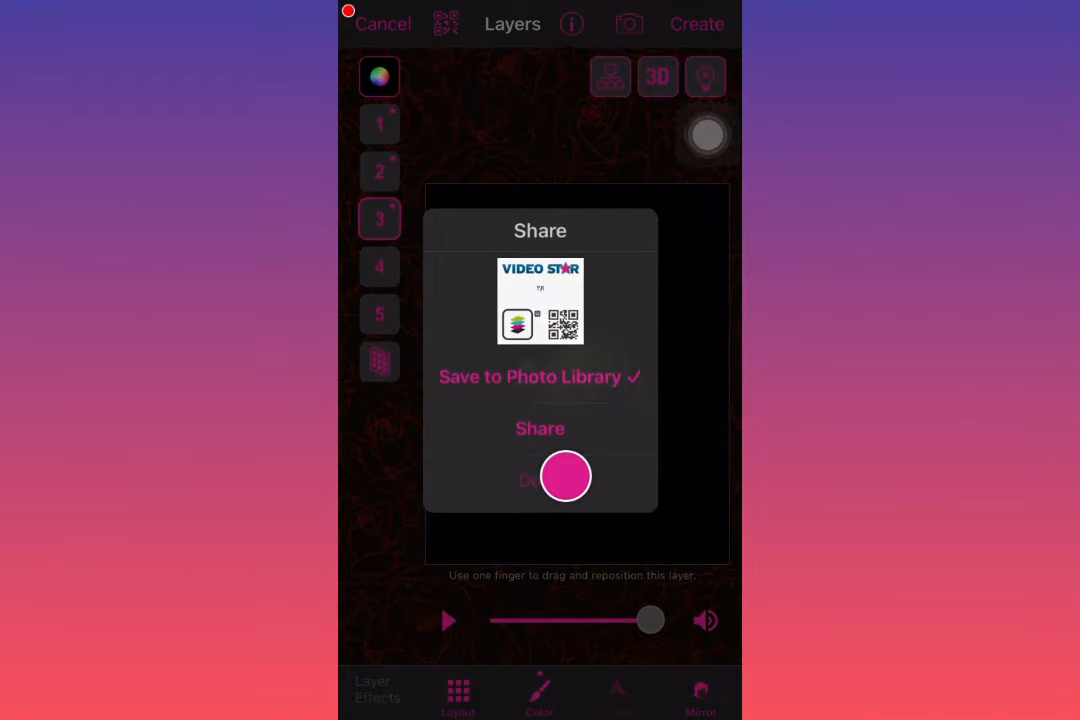 Cancel
Layers
Create
3D
1
2
3
4
5
Share
VIDEO STAR
Save to Photo Library ✓
Share
Use one finger to drag and reposition this layer.
Layer
Effects
Layout
Color
Mirror